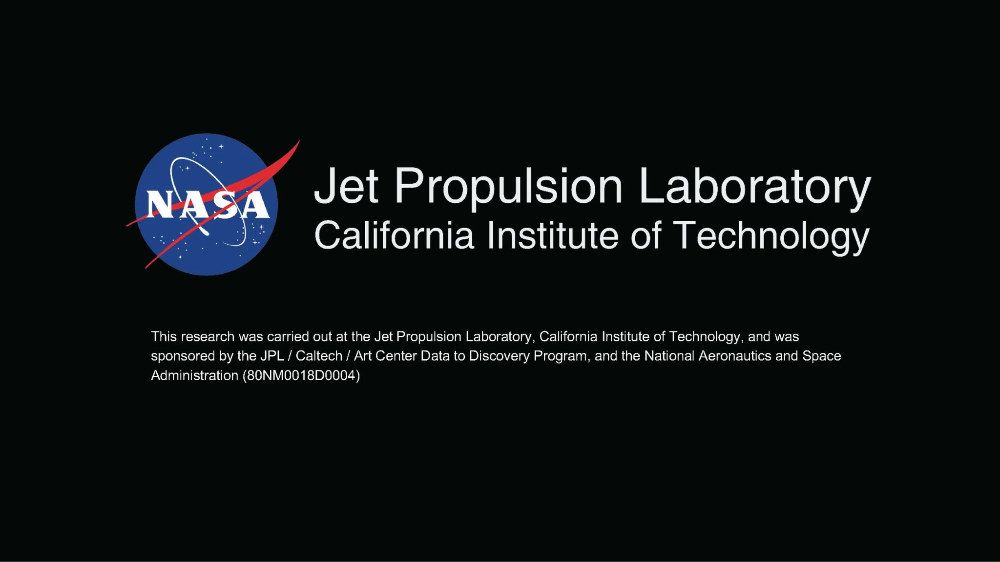 NASA
Jet Propulsion Laboratory
California Institute of Technology
This research was carried out at the Jet Propulsion Laboratory, California Institute of Technology, and was
sponsored by the JPL / Caltech / Art Center Data to Discovery Program, and the National Aeronautics and Space
Administration (80NM0018D0004)